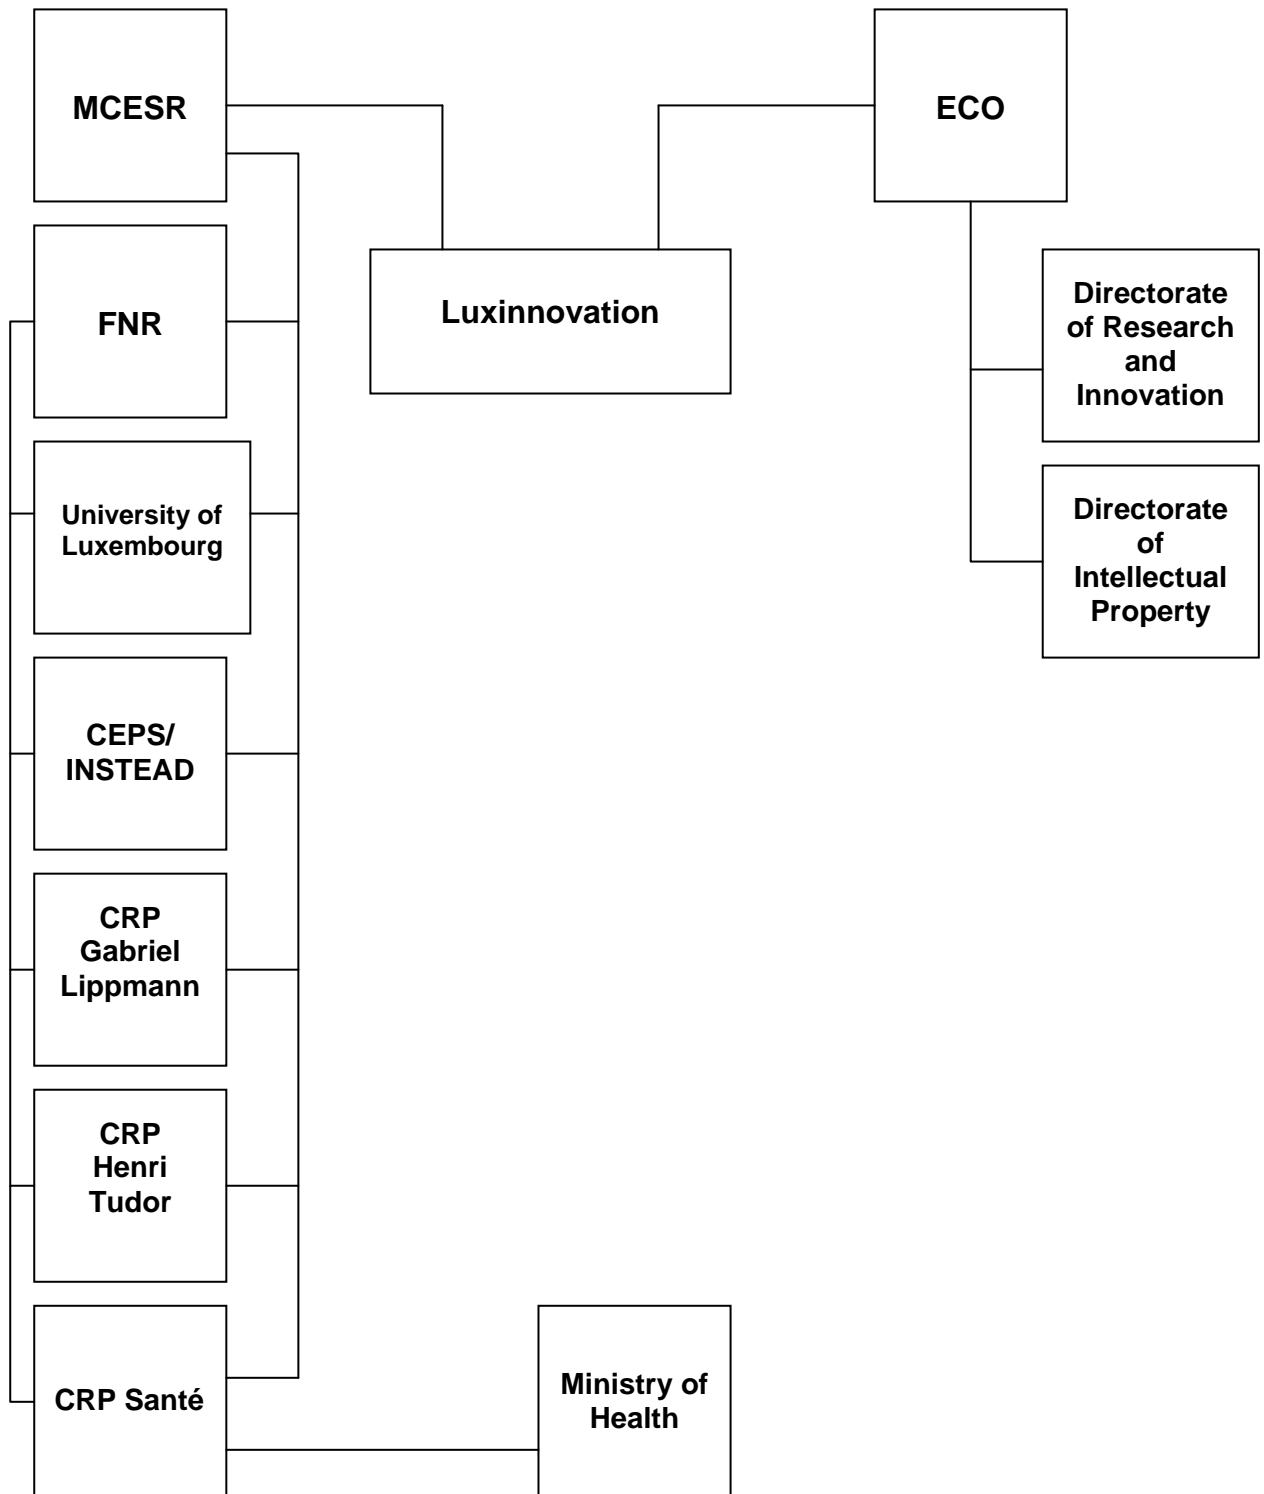 MCESR
ECO
FNR
Luxinnovation
Directorate
of Research
and
Innovation
University of
Luxembourg
Directorate
of
Intellectual
Property
CEPS/
INSTEAD
CRP
Gabriel
Lippmann
CRP
Henri
Tudor
CRP Santé
Ministry of
Health